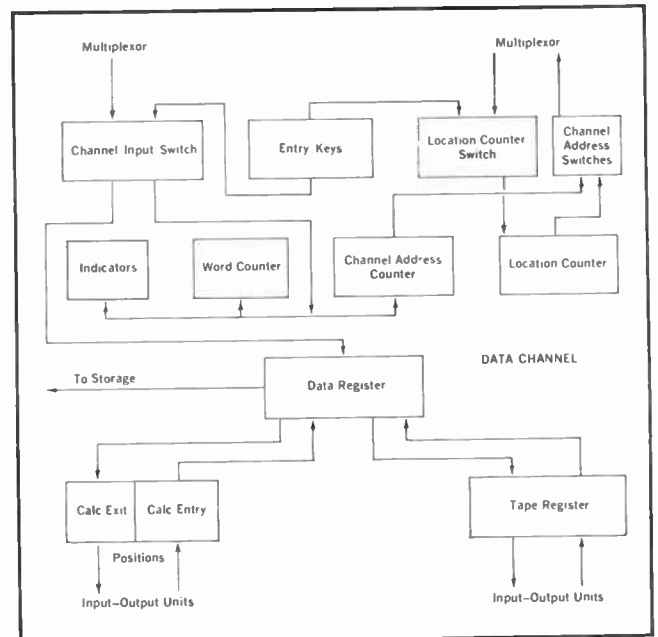 Multiplexor
Multiplexor
Channel Input Switch
Entry Keys
Location Counter
Switch
Channel
Address
Switches
Indicators
Word Counter
Channel Address
Counter
Location Counter
DATA CHANNEL
To Storage
Data Register
Calc Exit
Calc Entry
Tape Register
Positions
Input-Output Units
Input-Output Units